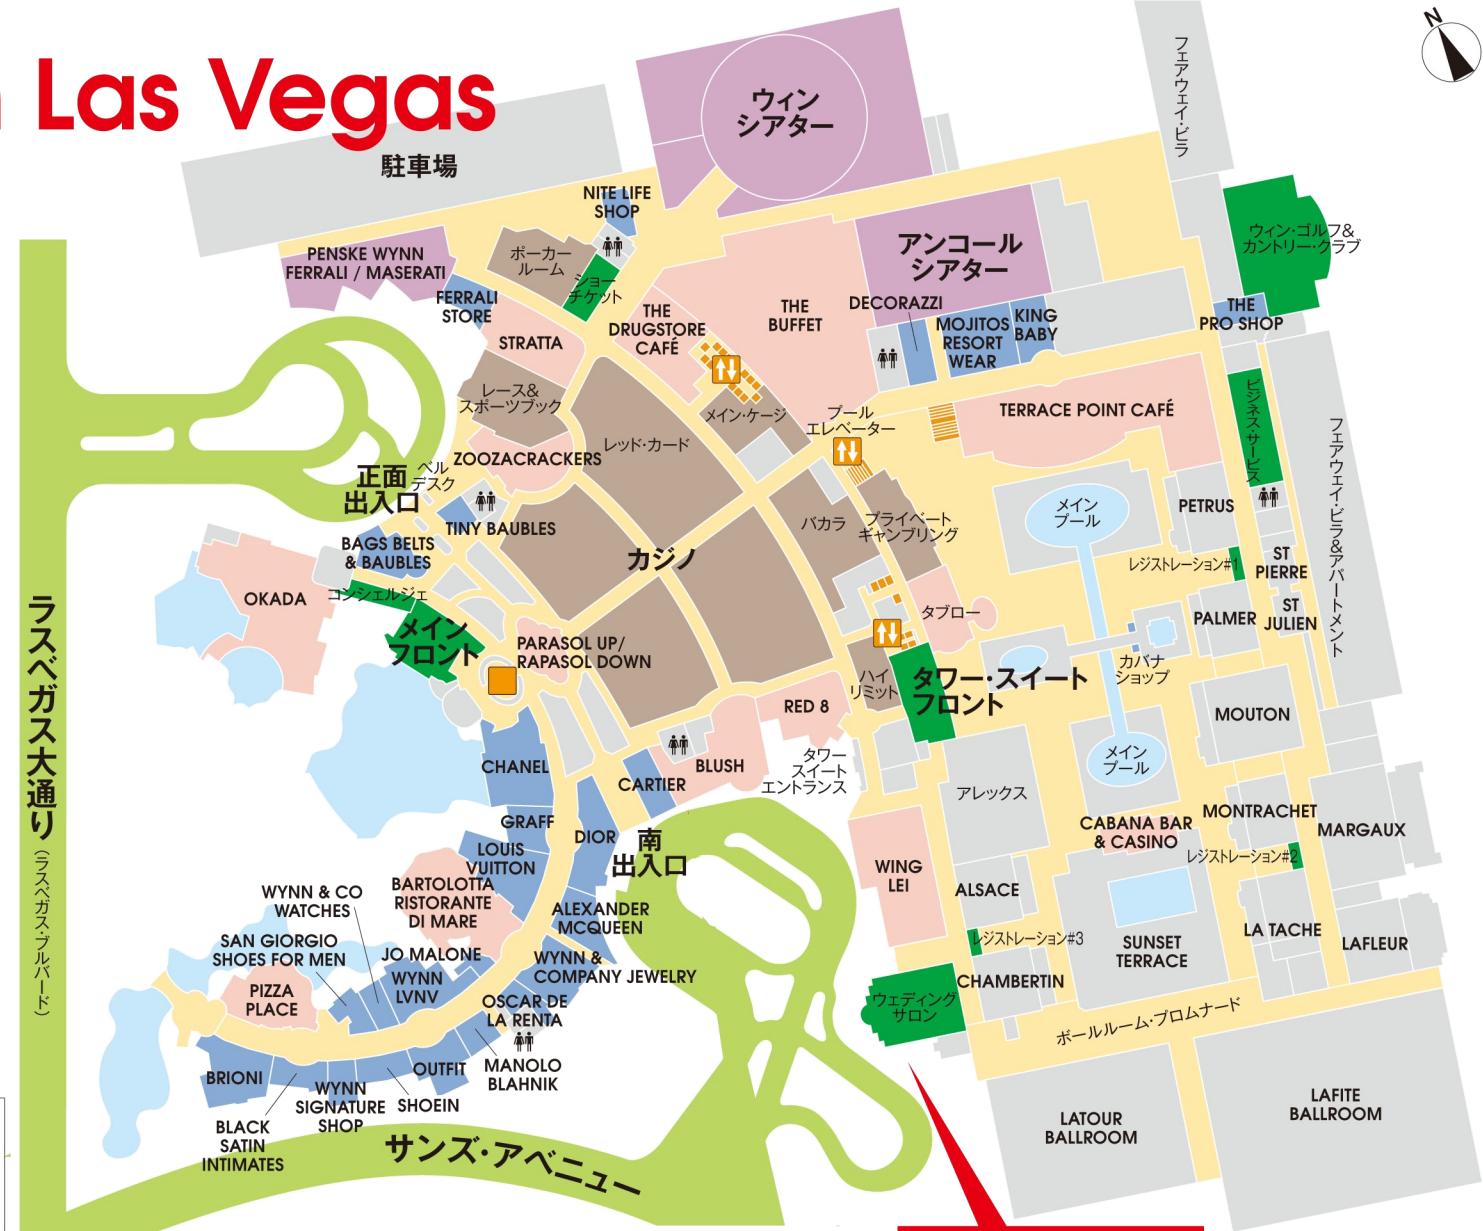 Las Vegas
駐車場
ウィン
シアター
フェアウェイ・ビラ
N
NITE LIFE
SHOP
PENSKE WYNN
FERRALI / MASERATI
ポーカー
ルーム
ショー
チケット
アンコール
シアター
ウィン・ゴルフ&
カントリー・クラブ
FERRALI
STORE
STRATTA
THE
DRUGSTORE
CAFÉ
THE
BUFFET
DECORAZZI
MOJITOS
RESORT
WEAR
KING
BABY
THE
PRO SHOP
レース&
スポーツブック
メイン・ケージ
プール
エレベーター
TERRACE POINT CAFÉ
ビジネス・サービス
フェアウェイ・ビラ&アパートメント
ZOOZACRACKERS
レッド・カード
正面
出入口
ベル
デスク
TINY BAUBLES
BAGS BELTS
& BAUBLES
バカラ
プライベート
ギャンブリング
メイン
プール
PETRUS
レジストレーション#1
ST
PIERRE
カジノ
OKADA
コンシェルジェ
メイン
フロント
PARASOL UP/
RAPASOL DOWN
タブロー
PALMER
ST
JULIEN
カバナ
ショップ
ハイ
リミット
タワー・スイート
フロント
ラスベガス大通り
(ラスベガス・ブルバード)
RED 8
MOUTON
CHANEL
CARTIER
BLUSH
タワー
スイート
エントランス
メイン
プール
アレックス
GRAFF
DIOR
南
出入口
CABANA BAR
& CASINO
MONTRACHET
MARGAUX
レジストレーション#2
LOUIS
VUITTON
BARTOLOTTA
RISTORANTE
DI MARE
WING
LEI
ALSACE
WYNN & CO
WATCHES
ALEXANDER
MCQUEEN
SAN GIORGIO
SHOES FOR MEN
JO MALONE
WYNN
LVNV
WYNN &
COMPANY JEWELRY
レジストレーション#3
SUNSET
TERRACE
LA TACHE
LAFLEUR
PIZZA
PLACE
OSCAR DE
LA RENTA
CHAMBERTIN
ウェディング
サロン
ボールルーム・プロムナード
BRIONI
OUTFIT
MANOLO
BLAHNIK
WYNN
SIGNATURE
SHOP
SHOEIN
BLACK
SATIN
INTIMATES
サンズ・アベニュー
LATOUR
BALLROOM
LAFITE
BALLROOM